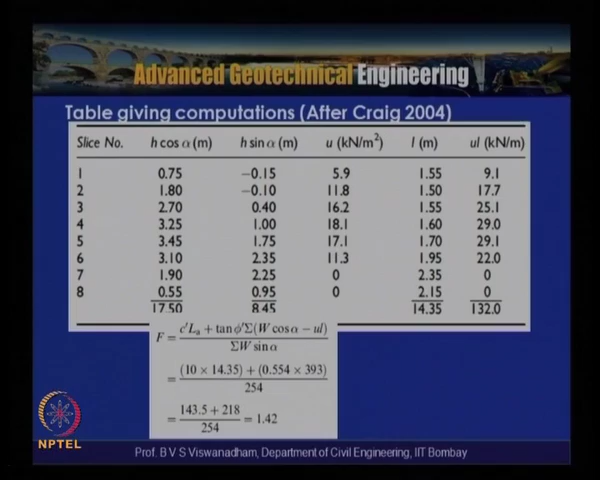 Advanced Geotechnical Engineering
Table giving computations (After Craig 2004)
Slice No. h cos α (m) h sin α (m) u (kN/m²) l (m) ul (kN/m)
1 0.75 −0.15 5.9 1.55 9.1
2 1.80 −0.10 11.8 1.50 17.7
3 2.70 0.40 16.2 1.55 25.1
4 3.25 1.00 18.1 1.60 29.0
5 3.45 1.75 17.1 1.70 29.1
6 3.10 2.35 11.3 1.95 22.0
7 1.90 2.25 0 2.35 0
8 0.55 0.95 0 2.15 0
17.50 8.45 14.35 132.0
F = c′Lₐ + tan φ′Σ(W cos α − ul) / ΣW sin α
= (10 × 14.35) + (0.554 × 393) / 254
= 143.5 + 218 / 254 = 1.42
NPTEL
Prof. B V S Viswanadham, Department of Civil Engineering, IIT Bombay